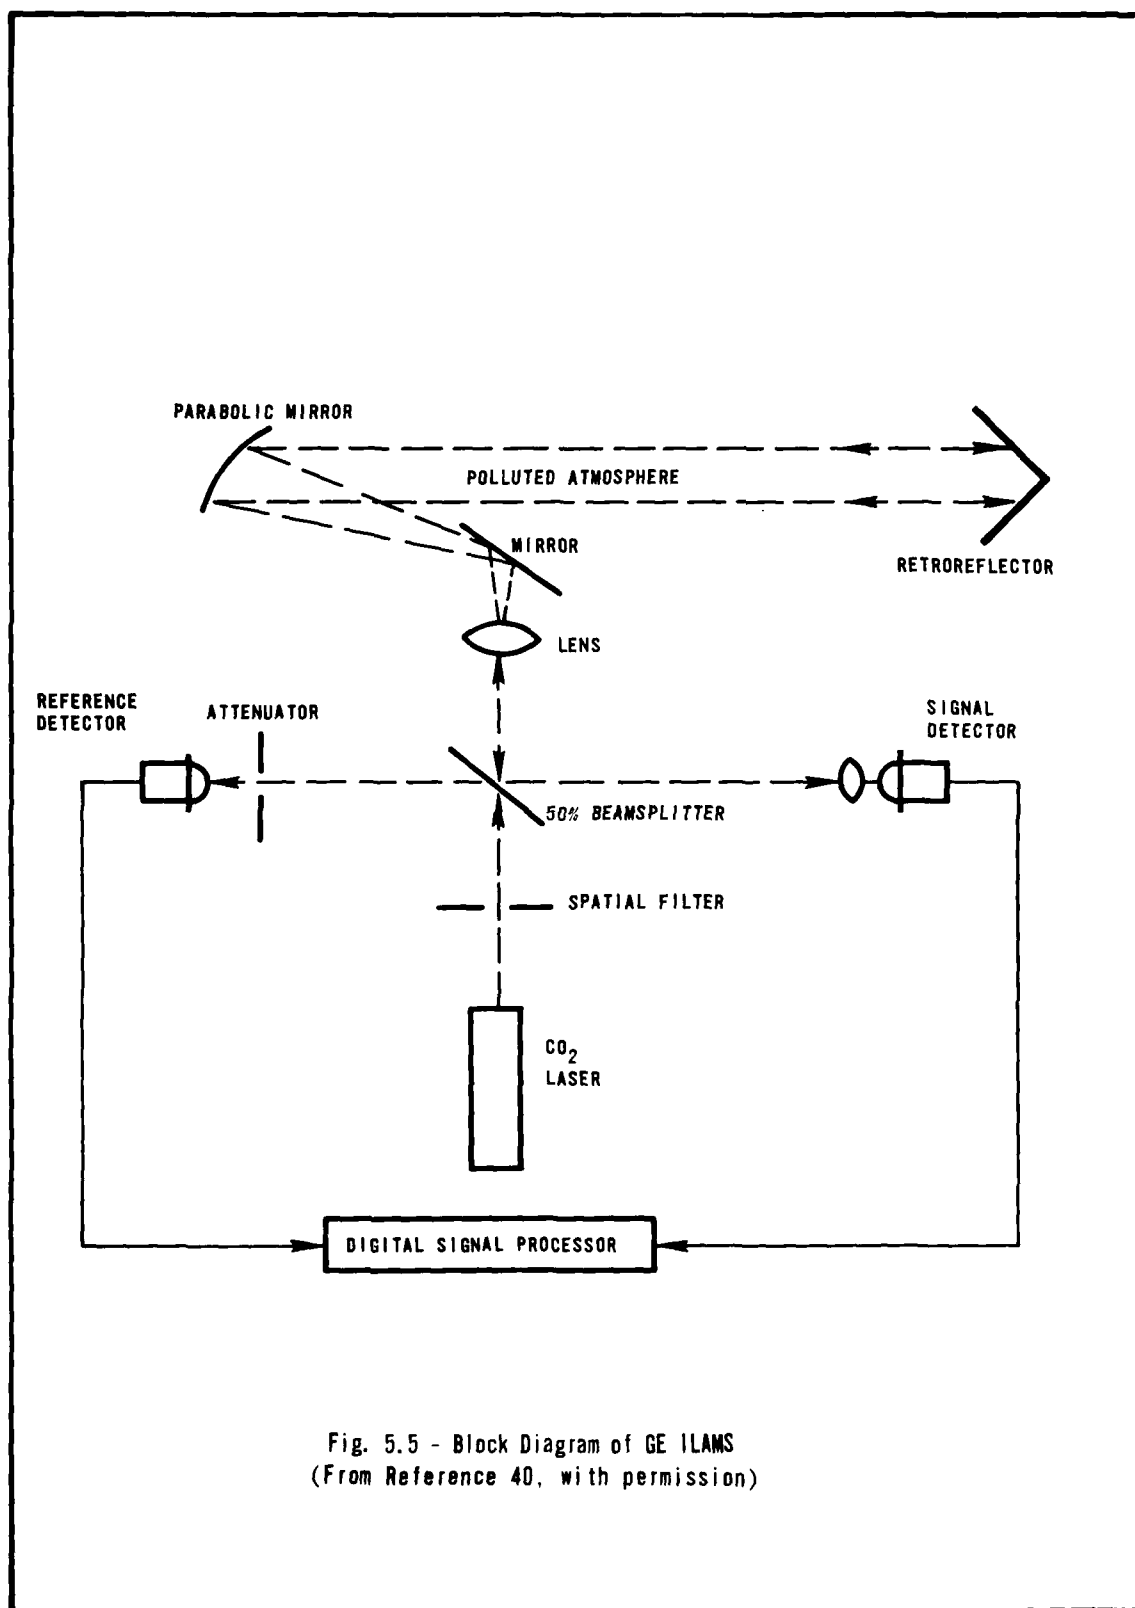 PARABOLIC MIRROR
POLLUTED ATMOSPHERE
MIRROR
RETROREFLECTOR
LENS
REFERENCE
DETECTOR
ATTENUATOR
SIGNAL
DETECTOR
50% BEAMSPLITTER
SPATIAL FILTER
CO2
LASER
DIGITAL SIGNAL PROCESSOR
Fig. 5.5 - Block Diagram of GE ILAMS
(From Reference 40, with permission)